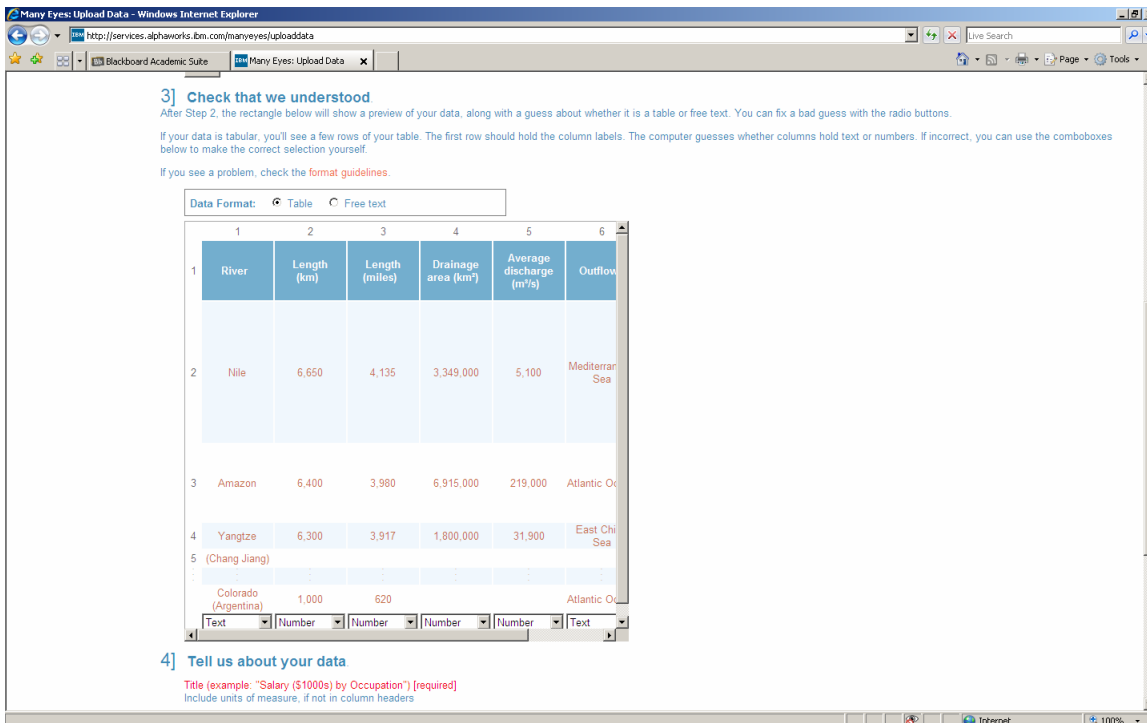 Many Eyes: Upload Data - Windows Internet Explorer
http://services.alphaworks.ibm.com/manyeyes/uploaddata
Live Search
Blackboard Academic Suite
IBM Many Eyes: Upload Data
Page
Tools
3] Check that we understood
After Step 2, the rectangle below will show a preview of your data, along with a guess about whether it is a table or free text. You can fix a bad guess with the radio buttons.
If your data is tabular, you'll see a few rows of your table. The first row should hold the column labels. The computer guesses whether columns hold text or numbers. If incorrect, you can use the comboboxes
below to make the correct selection yourself.
If you see a problem, check the format guidelines.
Data Format: Table Free text
1 2 3 4 5 6
1 River Length (km) Length (miles) Drainage area (km²) Average discharge (m³/s) Outflow
2 Nile 6,650 4,135 3,349,000 5,100 Mediterran Sea
3 Amazon 6,400 3,980 6,915,000 219,000 Atlantic Oc
4 Yangtze 6,300 3,917 1,800,000 31,900 East Chi Sea
5 (Chang Jiang)
Colorado (Argentina) 1,000 620 Atlantic Oc
Text Number Number Number Number Text
4] Tell us about your data
Title (example: "Salary ($1000s) by Occupation") [required]
Include units of measure, if not in column headers
Internet
100%